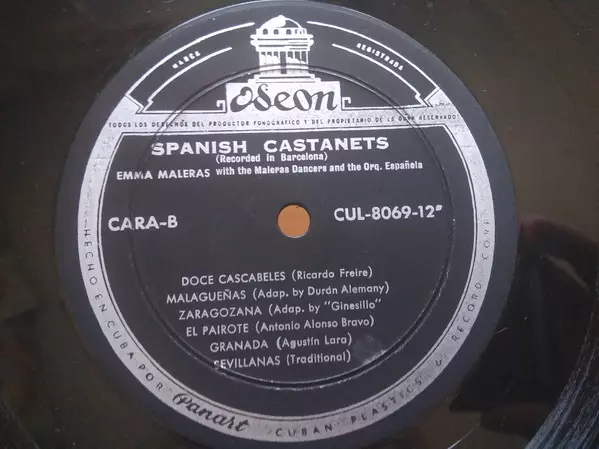 MARCA REGISTRADA
Odeon
TODOS LOS DERECHOS DEL PRODUCTOR FONOGRAFICO Y DEL PROPIETARIO DE LA OBRA RESERVADOS
SPANISH CASTANETS
(Recorded in Barcelona)
EMMA MALERAS with the Maleras Dancers and the Orq. Española
CARA-B
CUL-8069-12"
DOCE CASCABELES (Ricardo Freire)
MALAGUEÑAS (Adap. by Durán Alemany)
ZARAGOZANA (Adap. by "Ginesillo")
EL PAIROTE (Antonio Alonso Bravo)
GRANADA (Agustín Lara)
SEVILLANAS (Traditional)
HECHO EN CUBA POR Panart CUBAN PLASTICS & RECORD CORP.